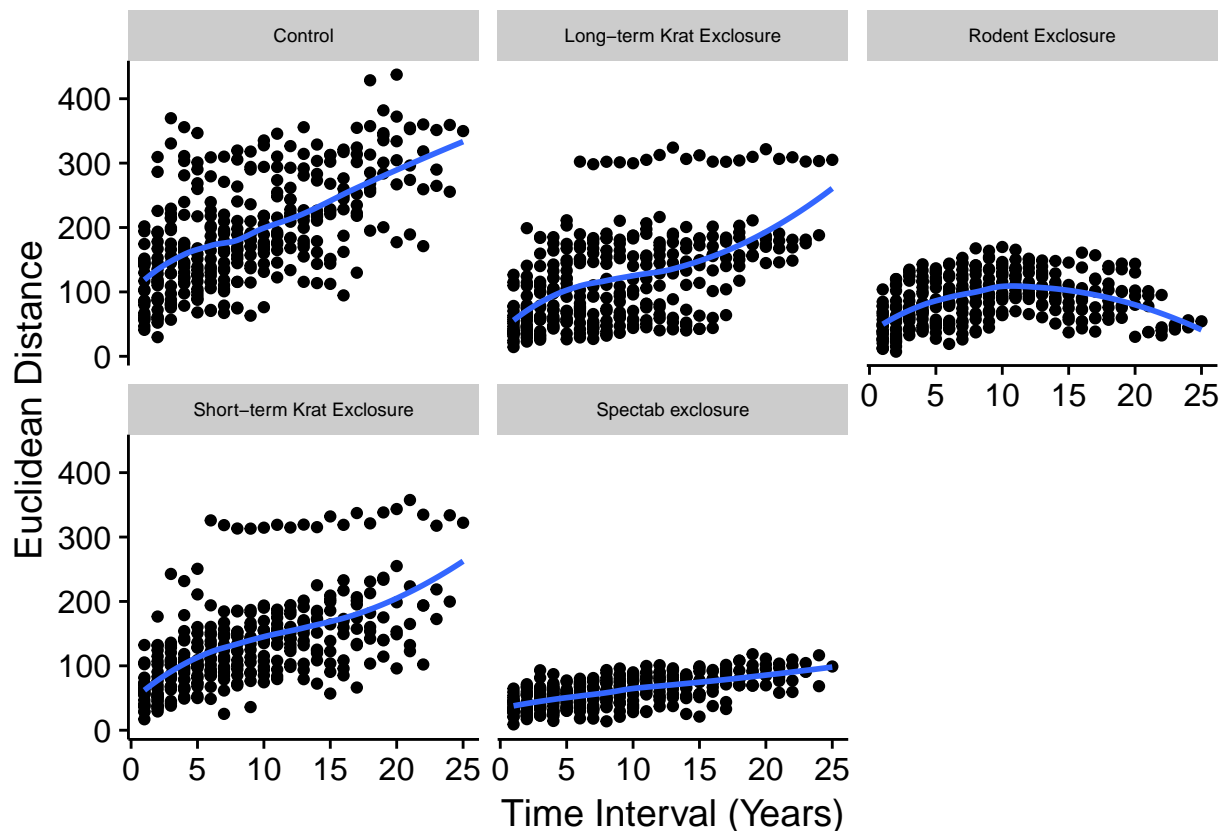 Control
Long−term Krat Exclosure
Rodent Exclosure
400
300
200
100
0
0 5 10 15 20 25
Short−term Krat Exclosure
Spectab exclosure
400
300
200
100
0
0 5 10 15 20 25
0 5 10 15 20 25
Euclidean Distance
Time Interval (Years)